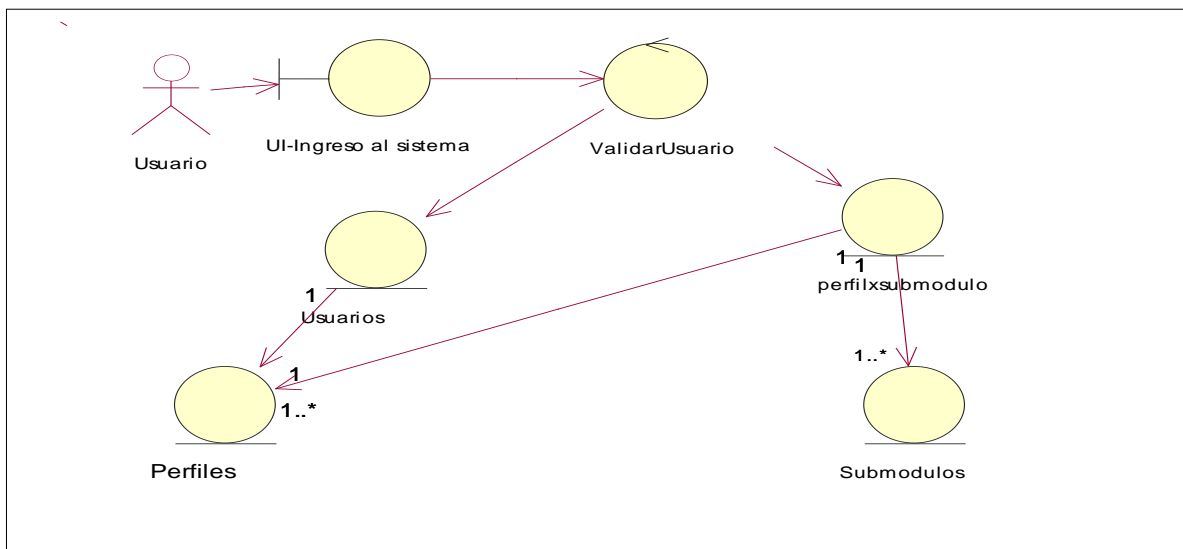 Usuario
UI-Ingreso al sistema
ValidarUsuario
1
Usuarios
1
1
perfilxsubmodulo
1
1..*
1..*
Perfiles
Submodulos